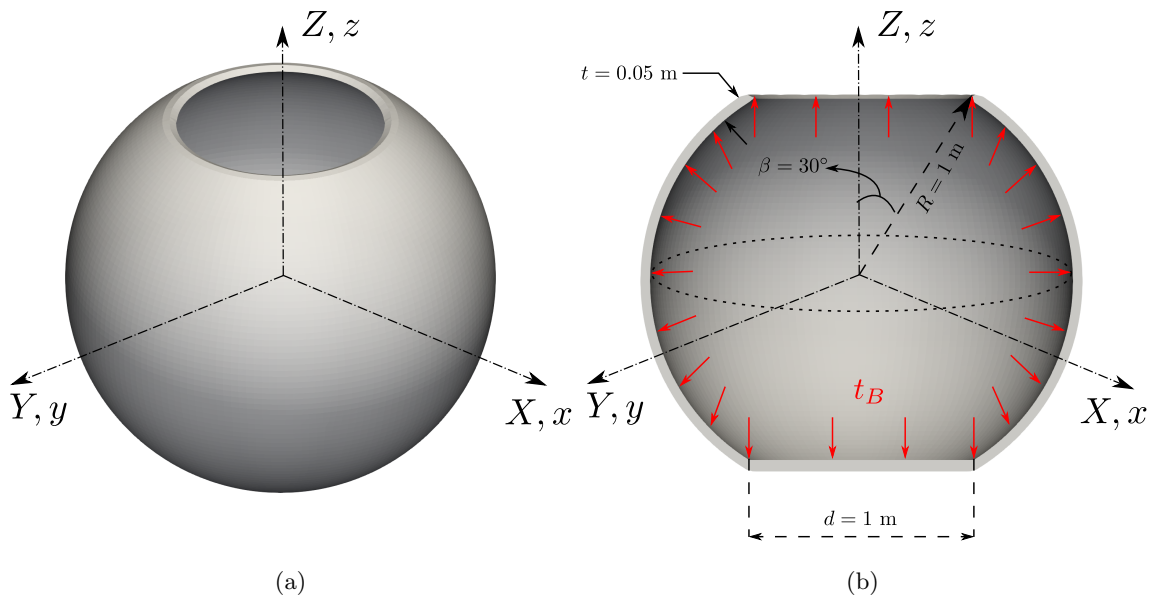 Z, z
Y, y
X, x
(a)
Z, z
t = 0.05 m
β = 30°
R = 1 m
t_B
Y, y
X, x
d = 1 m
(b)